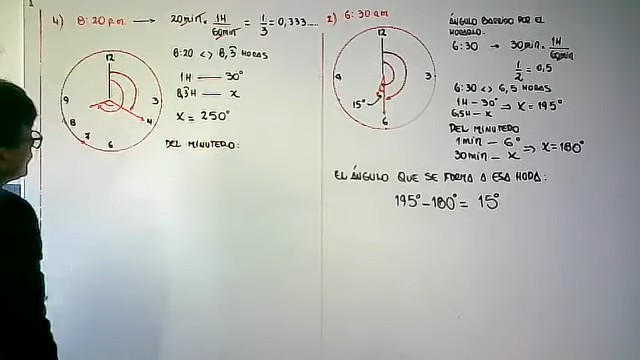 4) 8:20 p.m. → 20min. 1H/60min = 1/3 = 0,333....
12
9
3
8
4
7
6
8:20 <> 8,3 HORAS
1H — 30°
8,3H — x
X = 250°
DEL MINUTERO:
2) 6:30 am
12
9
3
6
15°
ÁNGULO BARRIDO POR EL
HORARIO.
6:30 → 30min. 1H/60min
1/2 = 0,5
6:30 <> 6,5 HORAS
1H – 30° ⇒ X = 195°
6,5H – x
DEL MINUTERO
1min – 6° ⇒ X = 180°
30min – x
EL ÁNGULO QUE SE FORMA A ESA HORA:
195° – 180° = 15°